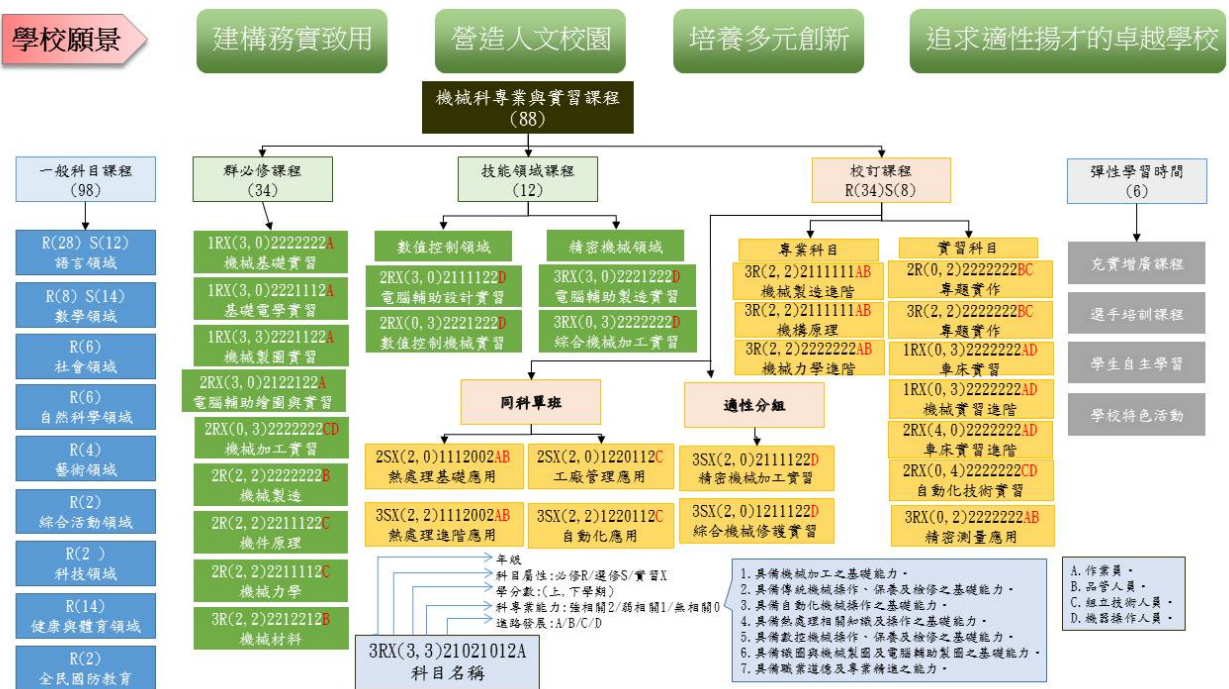 學校願景
建構務實致用
營造人文校園
培養多元創新
追求適性揚才的卓越學校
機械科專業與實習課程
(88)
一般科目課程
(98)
R(28) S(12)
語言領域
R(8) S(14)
數學領域
R(6)
社會領域
R(6)
自然科學領域
R(4)
藝術領域
R(2)
綜合活動領域
R(2 )
科技領域
R(14)
健康與體育領域
R(2)
全民國防教育
群必修課程
(34)
1RX(3,0)2222222A
機械基礎實習
1RX(3,0)2221112A
基礎電學實習
1RX(3,3)2221122A
機械製圖實習
2RX(3,0)2122122A
電腦輔助繪圖與實習
2RX(0,3)2222222CD
機械加工實習
2R(2,2)2222222B
機械製造
2R(2,2)2211122C
機件原理
2R(2,2)2211112C
機械力學
3R(2,2)2212212B
機械材料
技能領域課程
(12)
數值控制領域
2RX(3,0)2111122D
電腦輔助設計實習
2RX(0,3)2221222D
數值控制機械實習
精密機械領域
3RX(3,0)2221222D
電腦輔助製造實習
3RX(0,3)2222222D
綜合機械加工實習
校訂課程
R(34)S(8)
專業科目
3R(2,2)2111111AB
機械製造進階
3R(2,2)2111111AB
機構原理
3R(2,2)2222222AB
機械力學進階
實習科目
2R(0,2)2222222BC
專題實作
3R(2,2)2222222BC
專題實作
1RX(0,3)2222222AD
車床實習
1RX(0,3)2222222AD
機械實習進階
2RX(4,0)2222222AD
車床實習進階
2RX(0,4)2222222CD
自動化技術實習
3RX(0,2)2222222AB
精密測量應用
同科單班
2SX(2,0)1112002AB
熱處理基礎應用
3SX(2,2)1112002AB
熱處理進階應用
2SX(2,0)1220112C
工廠管理應用
3SX(2,2)1220112C
自動化應用
適性分組
3SX(2,0)2111122D
精密機械加工實習
3SX(2,0)1211122D
綜合機械修護實習
彈性學習時間
(6)
充實增廣課程
選手培訓課程
學生自主學習
學校特色活動
年級
科目屬性:必修R/選修S/實習X
學分數:(上,下學期)
科專業能力:強相關2/弱相關1/無相關0
進路發展:A/B/C/D
3RX(3,3)21021012A
科目名稱
1.具備機械加工之基礎能力。
2.具備傳統機械操作、保養及檢修之基礎能力。
3.具備自動化機械操作之基礎能力。
4.具備熱處理相關知識及操作之基礎能力。
5.具備數控機械操作、保養及檢修之基礎能力。
6.具備識圖與機械製圖及電腦輔助製圖之基礎能力。
7.具備職業道德及專業精進之能力。
A.作業員。
B.品管人員。
C.組立技術人員。
D.機器操作人員。